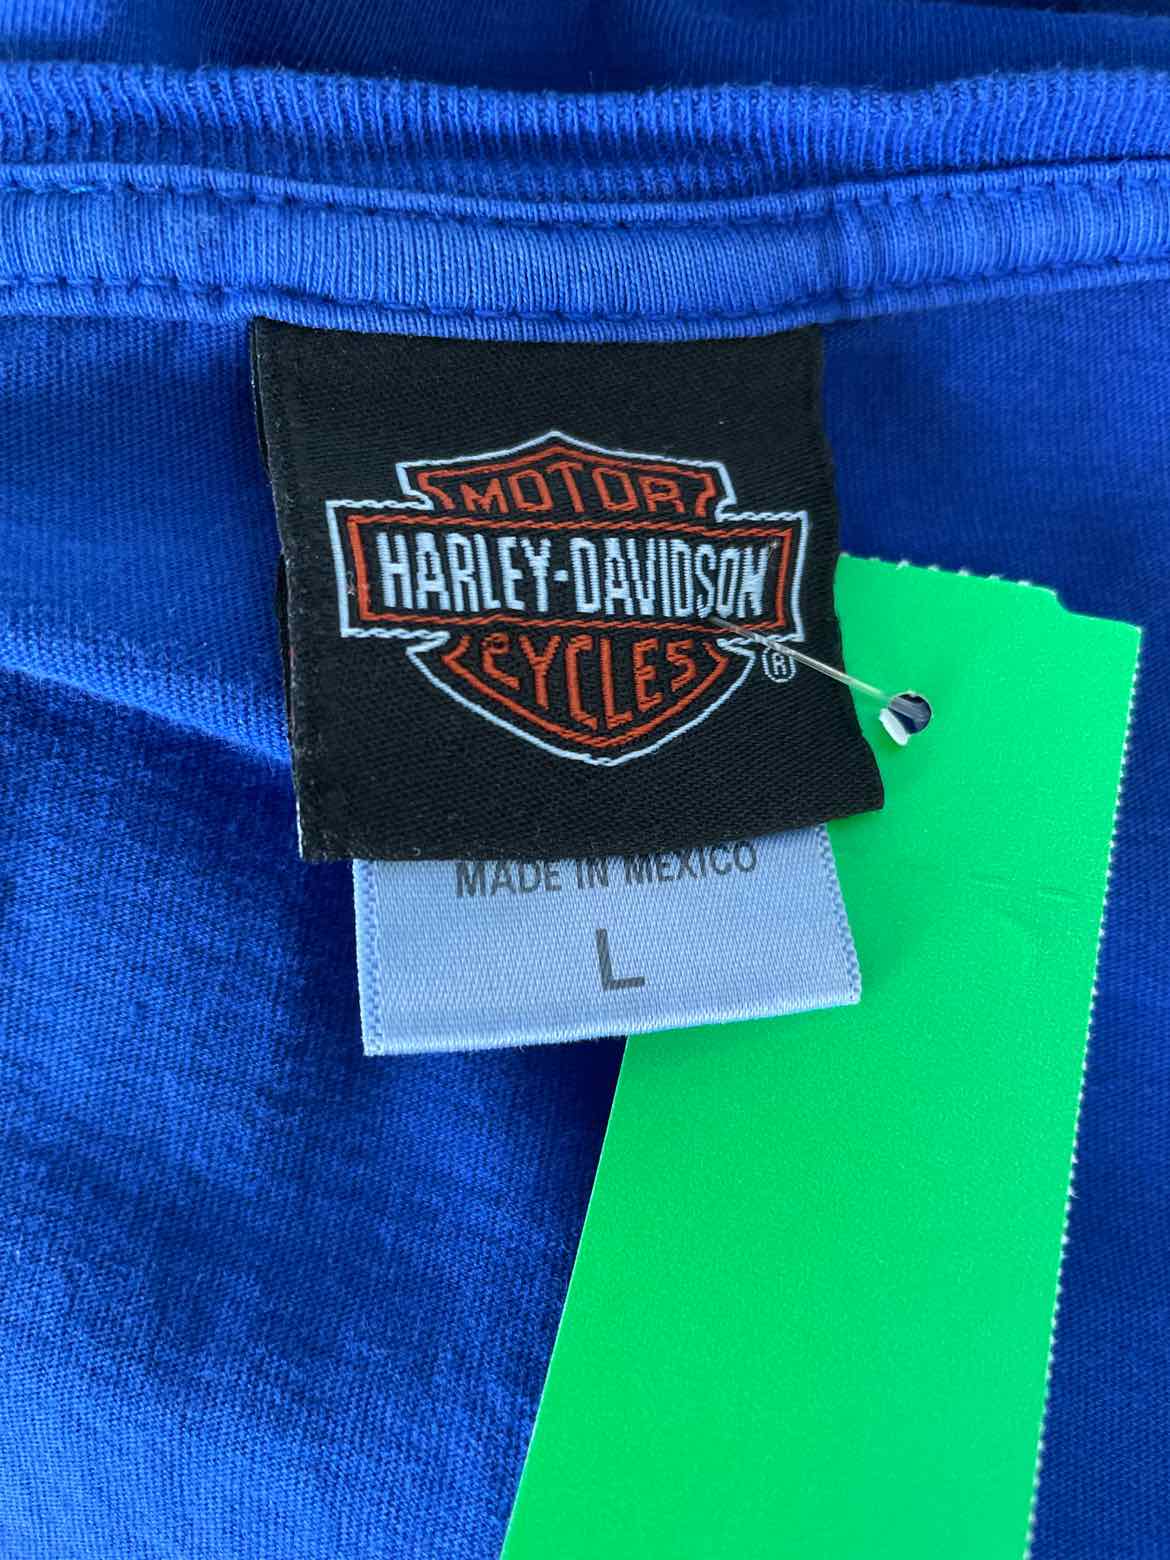 MOTOR
HARLEY-DAVIDSON
CYCLES
®
MADE IN MEXICO
L